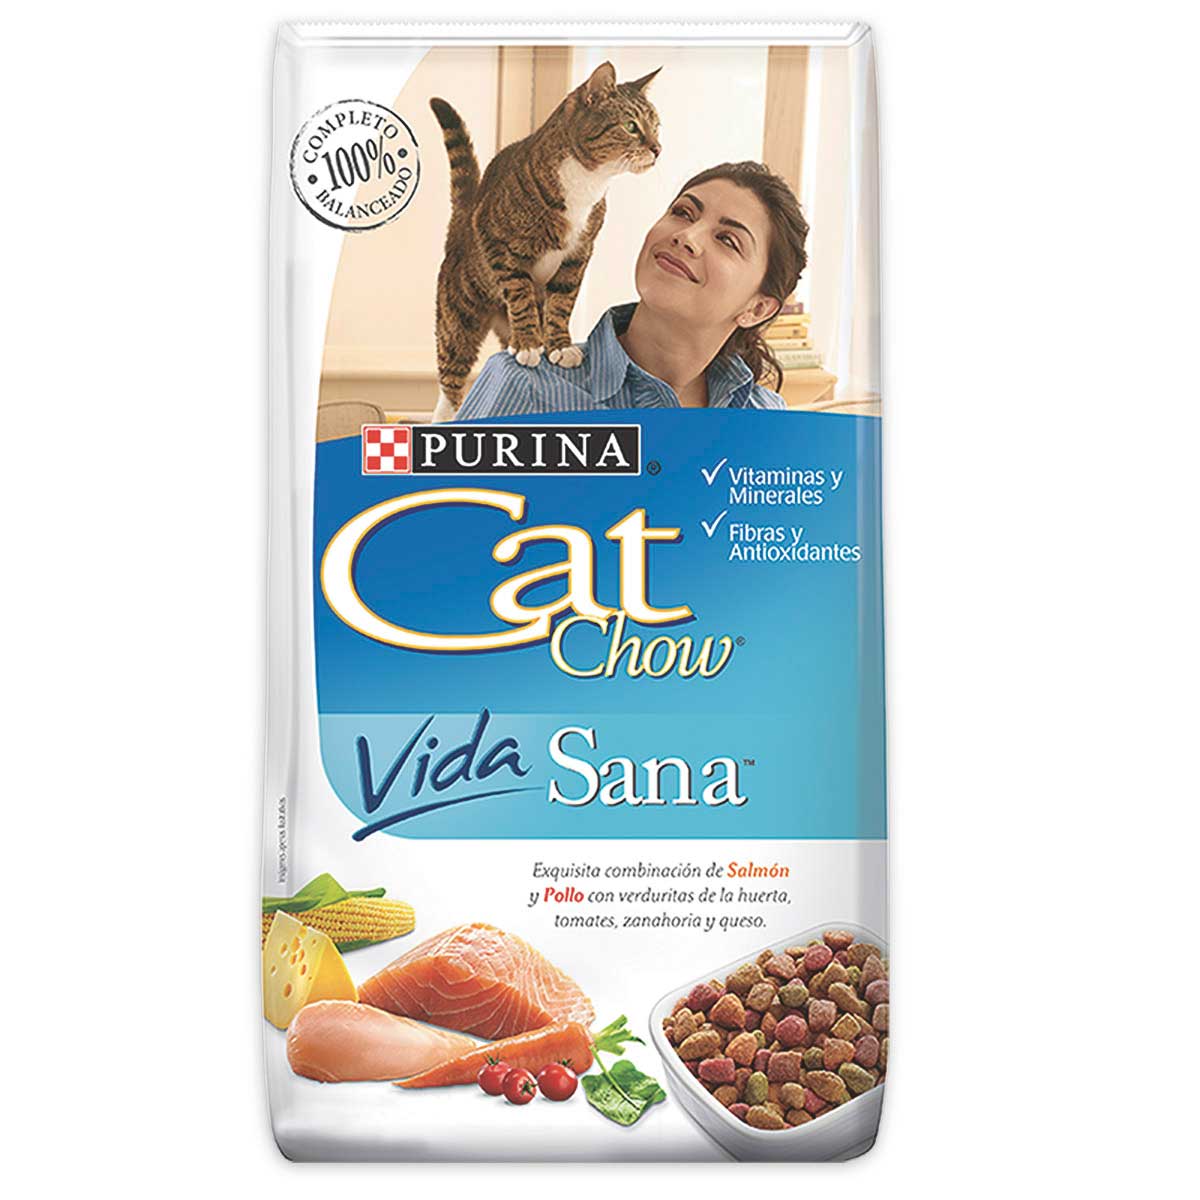 COMPLETO
100%
BALANCEADO
PURINA®
Vitaminas y
Minerales
Fibras y
Antioxidantes
Cat
Chow®
Vida Sana™
Exquisita combinación de Salmón
y Pollo con verduritas de la huerta,
tomates, zanahoria y queso.